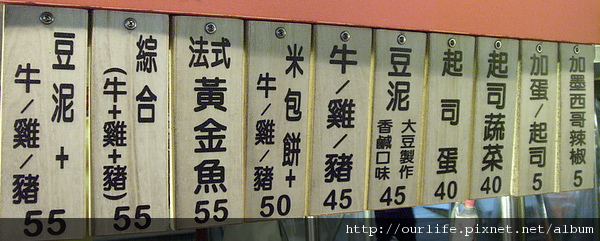 豆泥+
牛/雞/豬
55
綜合
(牛+雞+豬)
55
法式
黃金魚
55
米包餅+
牛/雞/豬
50
牛/雞/豬
45
豆泥
大豆製作
香鹹口味
45
起司蛋
40
起司蔬菜
40
加蛋/起司
5
加墨西哥辣椒
5
http://ourlife.pixnet.net/album